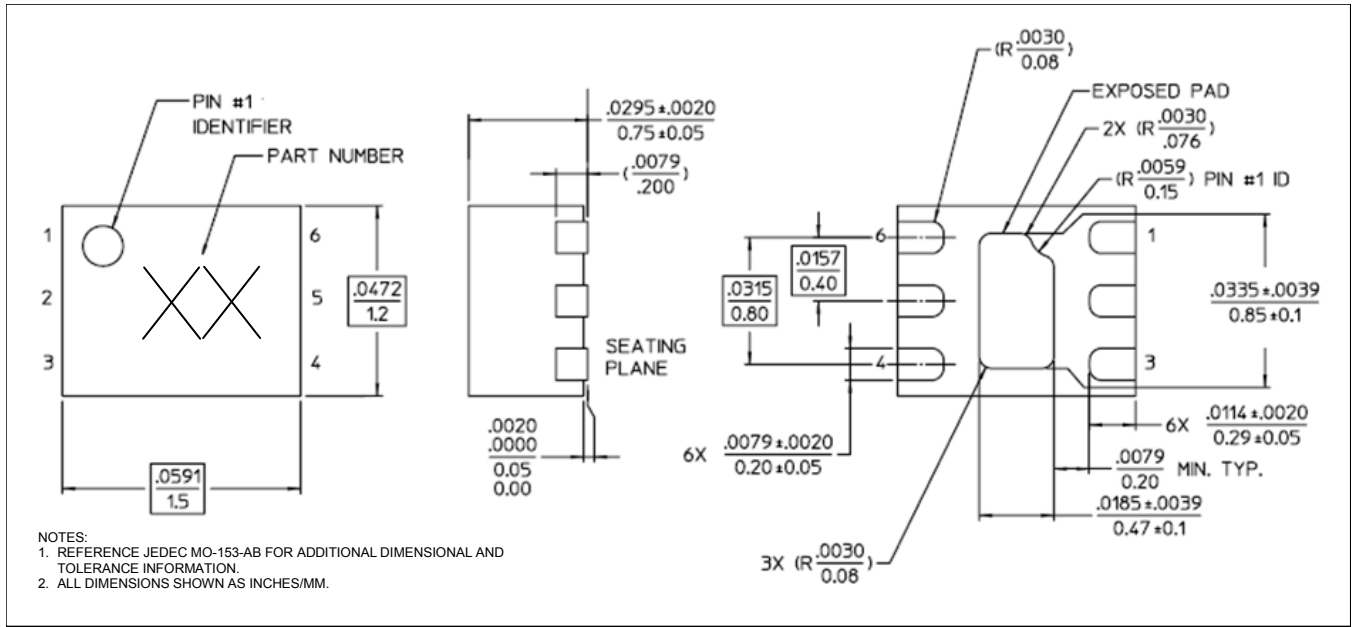 PIN #1
IDENTIFIER
PART NUMBER
1
2
3
6
5
4
.0472
1.2
.0591
1.5
.0295±.0020
0.75±0.05
(.0079
.200)
SEATING
PLANE
.0020
.0000
0.05
0.00
(R .0030
0.08)
EXPOSED PAD
2X (R .0030
.076)
(R .0059
0.15) PIN #1 ID
6
4
1
3
.0157
0.40
.0315
0.80
.0335±.0039
0.85±0.1
6X .0079±.0020
0.20±0.05
6X .0114±.0020
0.29±0.05
.0079
0.20 MIN. TYP.
.0185±.0039
0.47±0.1
3X (R .0030
0.08)
XX
NOTES:
1. REFERENCE JEDEC MO-153-AB FOR ADDITIONAL DIMENSIONAL AND
TOLERANCE INFORMATION.
2. ALL DIMENSIONS SHOWN AS INCHES/MM.